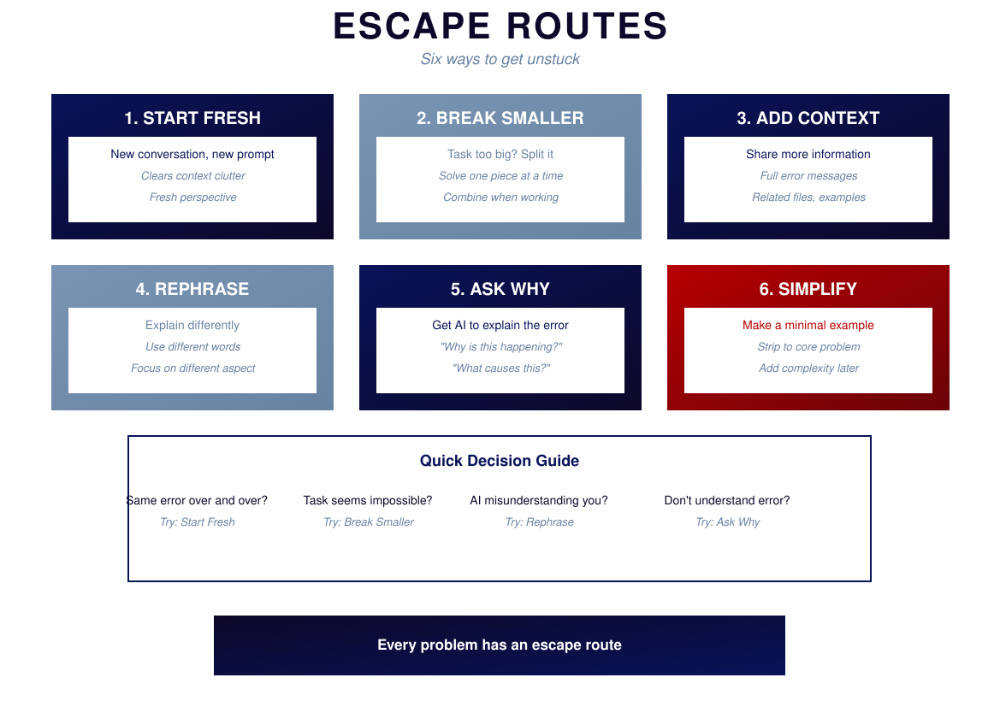 ESCAPE ROUTES
Six ways to get unstuck
1. START FRESH
New conversation, new prompt
Clears context clutter
Fresh perspective
2. BREAK SMALLER
Task too big? Split it
Solve one piece at a time
Combine when working
3. ADD CONTEXT
Share more information
Full error messages
Related files, examples
4. REPHRASE
Explain differently
Use different words
Focus on different aspect
5. ASK WHY
Get AI to explain the error
"Why is this happening?"
"What causes this?"
6. SIMPLIFY
Make a minimal example
Strip to core problem
Add complexity later
Quick Decision Guide
Same error over and over?
Try: Start Fresh
Task seems impossible?
Try: Break Smaller
AI misunderstanding you?
Try: Rephrase
Don't understand error?
Try: Ask Why
Every problem has an escape route